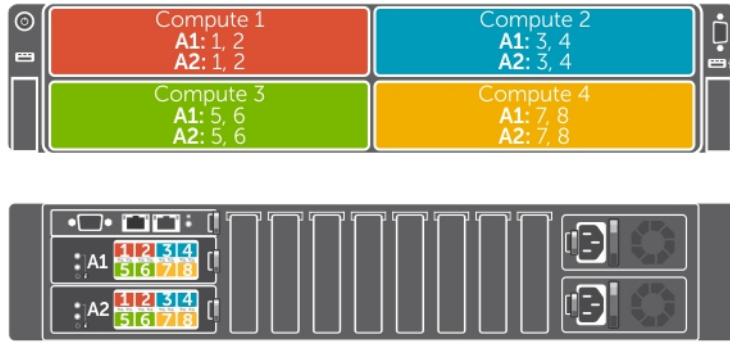 Compute 1
A1: 1, 2
A2: 1, 2
Compute 2
A1: 3, 4
A2: 3, 4
Compute 3
A1: 5, 6
A2: 5, 6
Compute 4
A1: 7, 8
A2: 7, 8
A1
1 2 3 4
5 6 7 8
A2
1 2 3 4
5 6 7 8